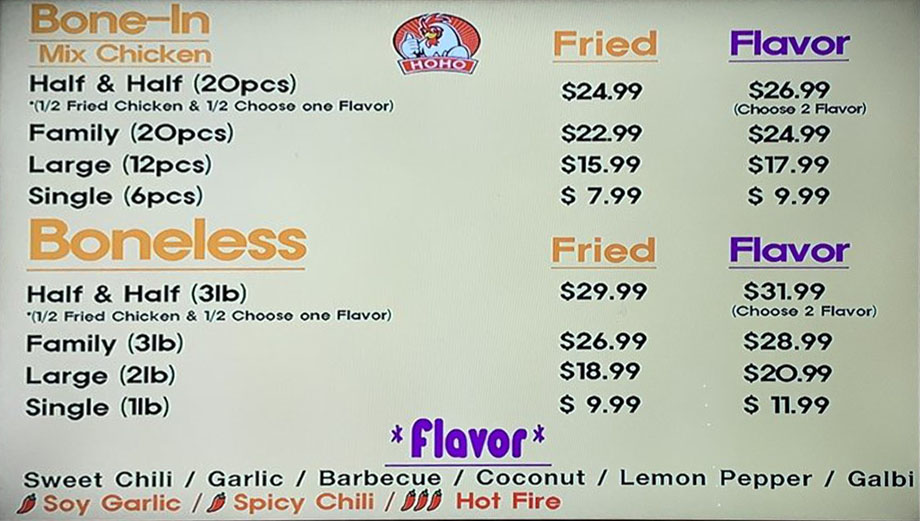 Bone-In
Mix Chicken
HOHO
Fried Flavor
Half & Half (20pcs) $24.99 $26.99
*(1/2 Fried Chicken & 1/2 Choose one Flavor) (Choose 2 Flavor)
Family (20pcs) $22.99 $24.99
Large (12pcs) $15.99 $17.99
Single (6pcs) $ 7.99 $ 9.99
Boneless Fried Flavor
Half & Half (3lb) $29.99 $31.99
*(1/2 Fried Chicken & 1/2 Choose one Flavor) (Choose 2 Flavor)
Family (3lb) $26.99 $28.99
Large (2lb) $18.99 $20.99
Single (1lb) $ 9.99 $ 11.99
*Flavor*
Sweet Chili / Garlic / Barbecue / Coconut / Lemon Pepper / Galbi
Soy Garlic / Spicy Chili / Hot Fire